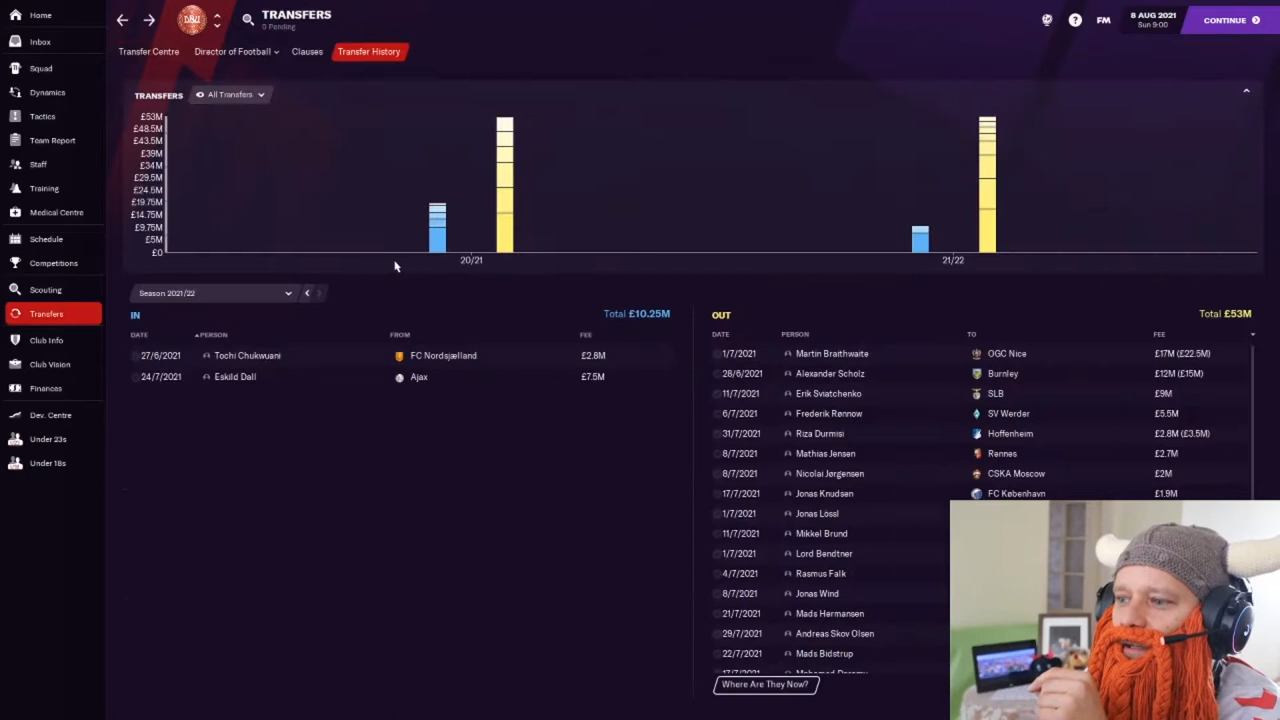 Home
Inbox
Squad
Dynamics
Tactics
Team Report
Staff
Training
Medical Centre
Schedule
Competitions
Scouting
Transfers
Club Info
Club Vision
Finances
Dev. Centre
Under 23s
Under 18s
DBU
TRANSFERS
0 Pending
? FM
8 AUG 2021
Sun 9:00
CONTINUE
Transfer Centre Director of Football Clauses Transfer History
TRANSFERS All Transfers
£53M
£48.5M
£43.5M
£39M
£34M
£29.5M
£24.5M
£19.75M
£14.75M
£9.75M
£5M
£0
20/21 21/22
Season 2021/22
IN Total £10.25M
DATE PERSON FROM FEE
27/6/2021 Tochi Chukwuani FC Nordsjælland £2.8M
24/7/2021 Eskild Dall Ajax £7.5M
OUT Total £53M
DATE PERSON TO FEE
1/7/2021 Martin Braithwaite OGC Nice £17M (£22.5M)
28/6/2021 Alexander Scholz Burnley £12M (£15M)
11/7/2021 Erik Sviatchenko SLB £9M
6/7/2021 Frederik Rønnow SV Werder £5.5M
31/7/2021 Riza Durmisi Hoffenheim £2.8M (£3.5M)
8/7/2021 Mathias Jensen Rennes £2.7M
8/7/2021 Nicolai Jørgensen CSKA Moscow £2M
17/7/2021 Jonas Knudsen FC København £1.9M
1/7/2021 Jonas Lössl
11/7/2021 Mikkel Brund
1/7/2021 Lord Bendtner
4/7/2021 Rasmus Falk
8/7/2021 Jonas Wind
21/7/2021 Mads Hermansen
29/7/2021 Andreas Skov Olsen
22/7/2021 Mads Bidstrup
Where Are They Now?